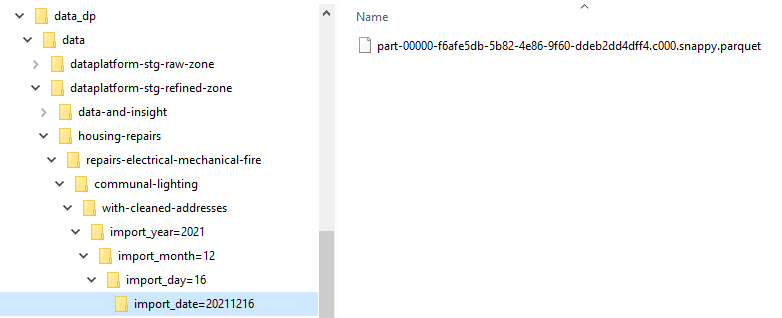 data_dp
data
dataplatform-stg-raw-zone
dataplatform-stg-refined-zone
data-and-insight
housing-repairs
repairs-electrical-mechanical-fire
communal-lighting
with-cleaned-addresses
import_year=2021
import_month=12
import_day=16
import_date=20211216
Name
part-00000-f6afe5db-5b82-4e86-9f60-ddeb2dd4dff4.c000.snappy.parquet